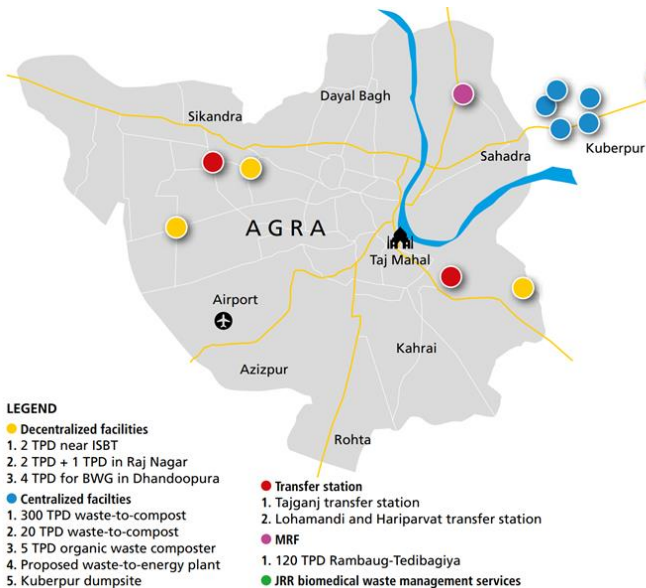 Dayal Bagh
Sikandra
Sahadra
Kuberpur
AGRA
Taj Mahal
Airport
Kahrai
Azizpur
Rohta
LEGEND
Decentralized facilities
1. 2 TPD near ISBT
2. 2 TPD + 1 TPD in Raj Nagar
3. 4 TPD for BWG in Dhandoopura
Centralized facilties
1. 300 TPD waste-to-compost
2. 20 TPD waste-to-compost
3. 5 TPD organic waste composter
4. Proposed waste-to-energy plant
5. Kuberpur dumpsite
Transfer station
1. Tajganj transfer station
2. Lohamandi and Hariparvat transfer station
MRF
1. 120 TPD Rambaug-Tedibagiya
JRR biomedical waste management services